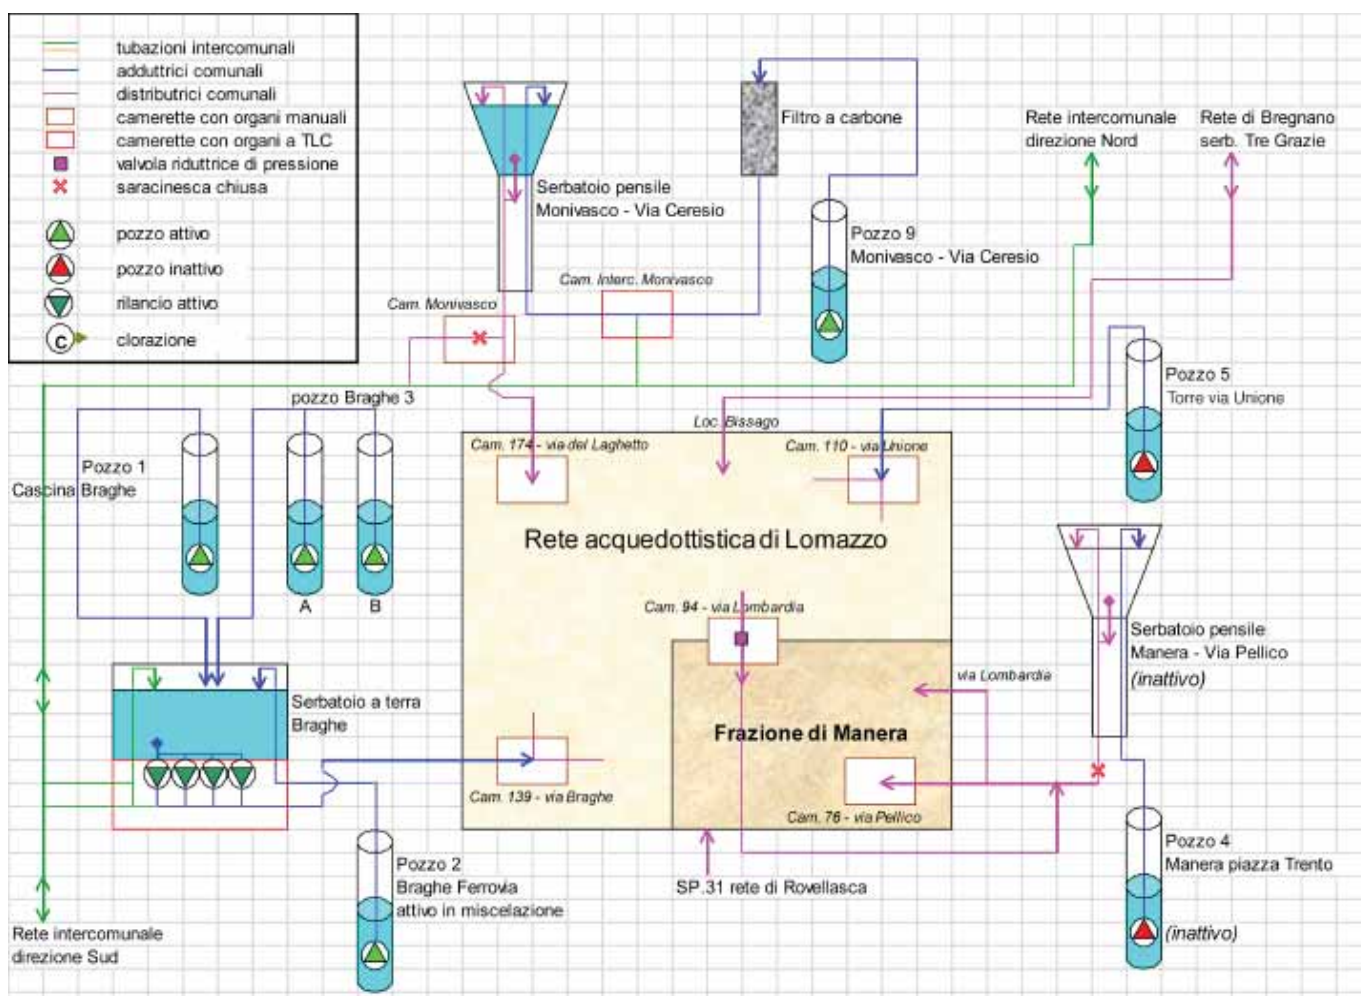 tubazioni intercomunali
adduttrici comunali
distributrici comunali
camerette con organi manuali
camerette con organi a TLC
valvola riduttrice di pressione
saracinesca chiusa
pozzo attivo
pozzo inattivo
rilancio attivo
C
clorazione
Filtro a carbone
Rete intercomunale
direzione Nord
Rete di Bregnano
serb. Tre Grazie
Serbatoio pensile
Monivasco - Via Ceresio
Pozzo 9
Monivasco - Via Ceresio
Cam. Interc. Monivasco
Cam. Monivasco
Pozzo 5
Torre via Unione
pozzo Braghe 3
Loc. Bissago
Cam. 174 - via del Laghetto
Cam. 110 - via Unione
Pozzo 1
Cascina Braghe
A
B
Rete acquedottistica di Lomazzo
Cam. 94 - via Lombardia
Serbatoio pensile
Manera - Via Pellico
(inattivo)
via Lombardia
Serbatoio a terra
Braghe
Frazione di Manera
Cam. 139 - via Braghe
Cam. 76 - via Pellico
Pozzo 2
Braghe Ferrovia
attivo in miscelazione
SP.31 rete di Rovellasca
Pozzo 4
Manera piazza Trento
(inattivo)
Rete intercomunale
direzione Sud